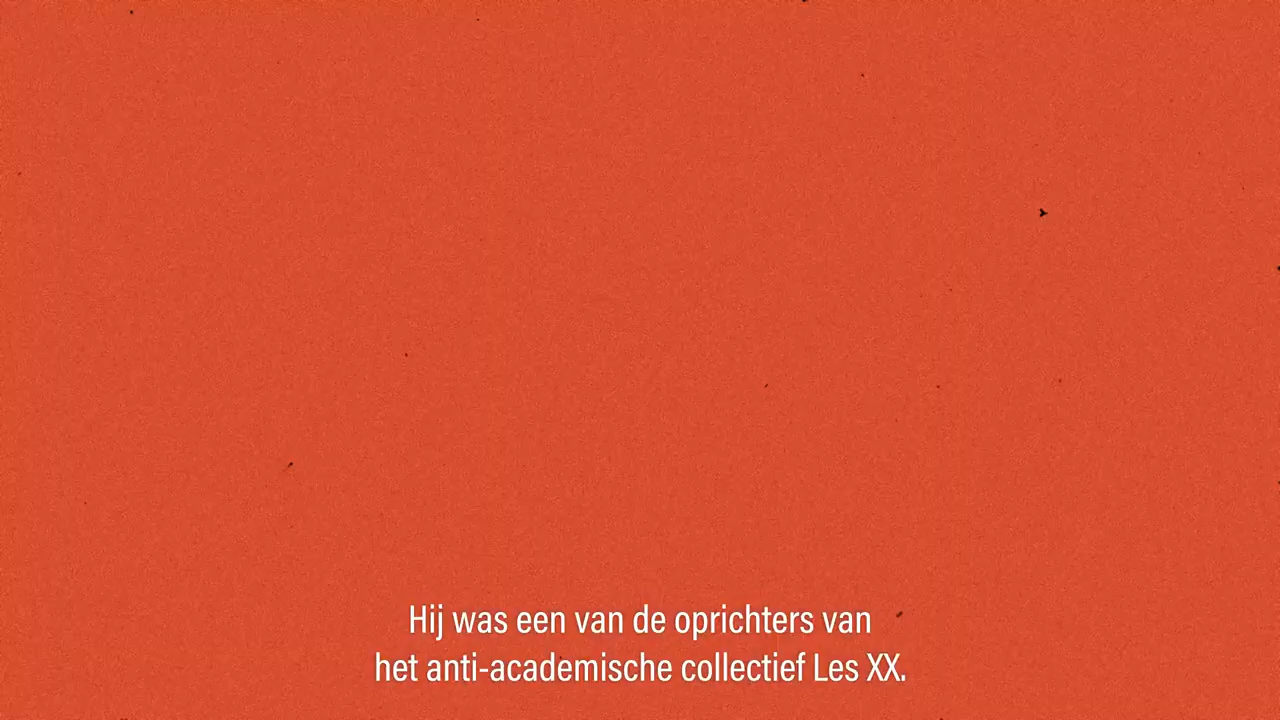 Hij was een van de oprichters van
het anti-academische collectief Les XX.